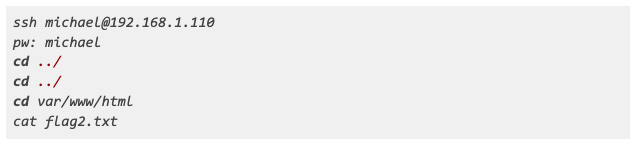 ssh michael@192.168.1.110
pw: michael
cd ../
cd ../
cd var/www/html
cat flag2.txt